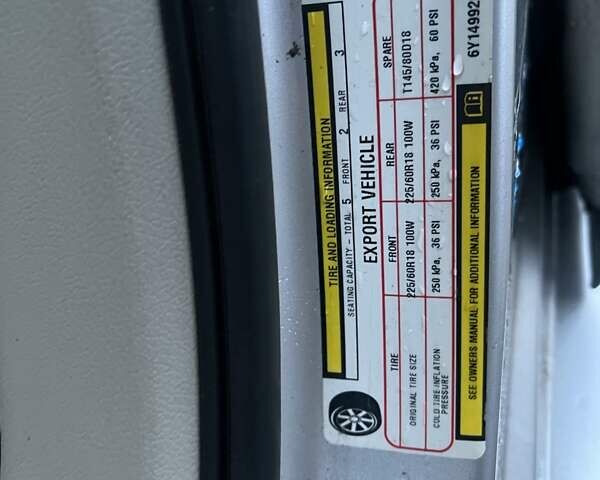 TIRE AND LOADING INFORMATION
SEATING CAPACITY – TOTAL 5 FRONT 2 REAR 3
EXPORT VEHICLE
TIRE FRONT REAR SPARE
ORIGINAL TIRE SIZE 225/60R18 100W 225/60R18 100W T145/80D18
COLD TIRE INFLATION PRESSURE 250 kPa, 36 PSI 250 kPa, 36 PSI 420 kPa, 60 PSI
SEE OWNERS MANUAL FOR ADDITIONAL INFORMATION
6Y14992